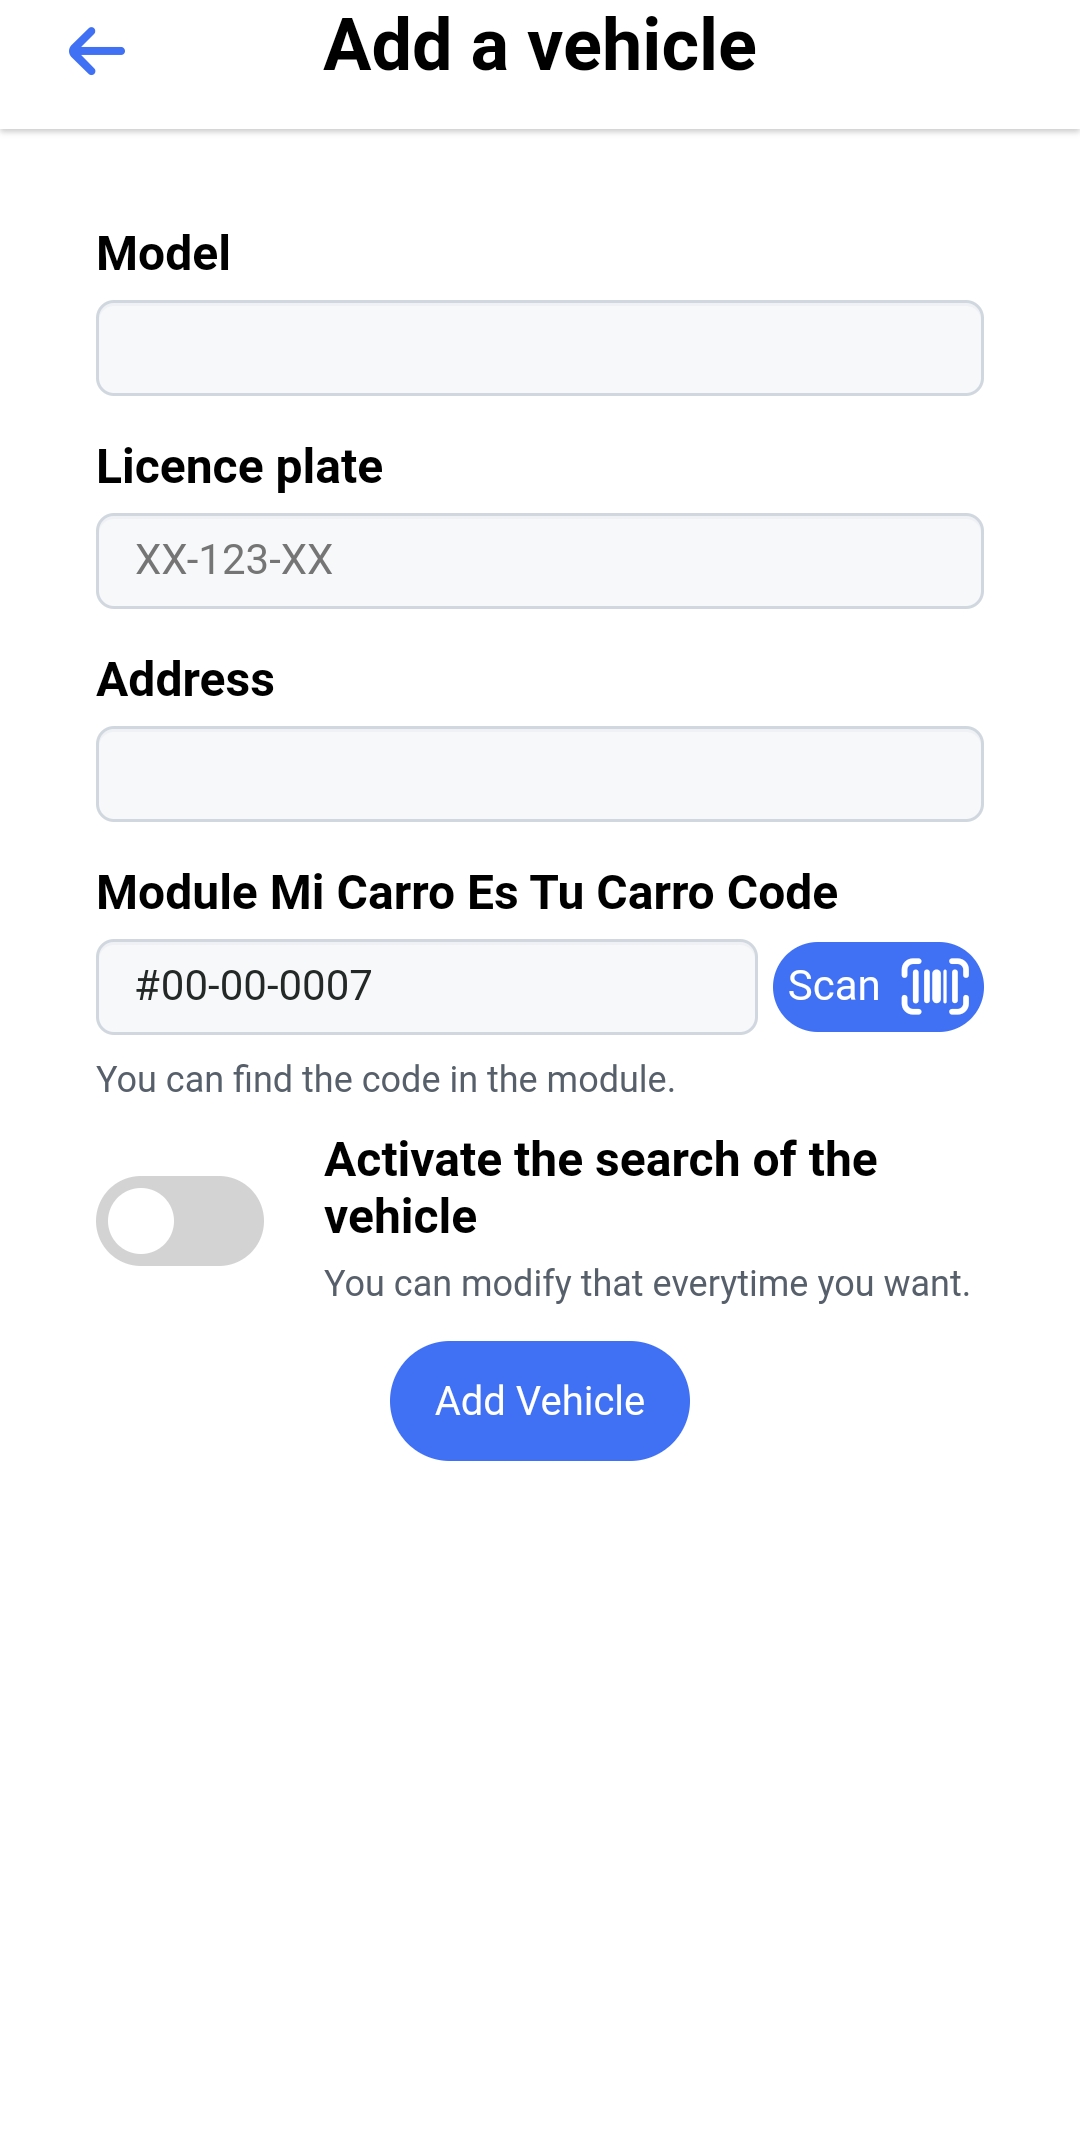 Add a vehicle
Model
Licence plate
XX-123-XX
Address
Module Mi Carro Es Tu Carro Code
#00-00-0007
Scan
You can find the code in the module.
Activate the search of the
vehicle
You can modify that everytime you want.
Add Vehicle